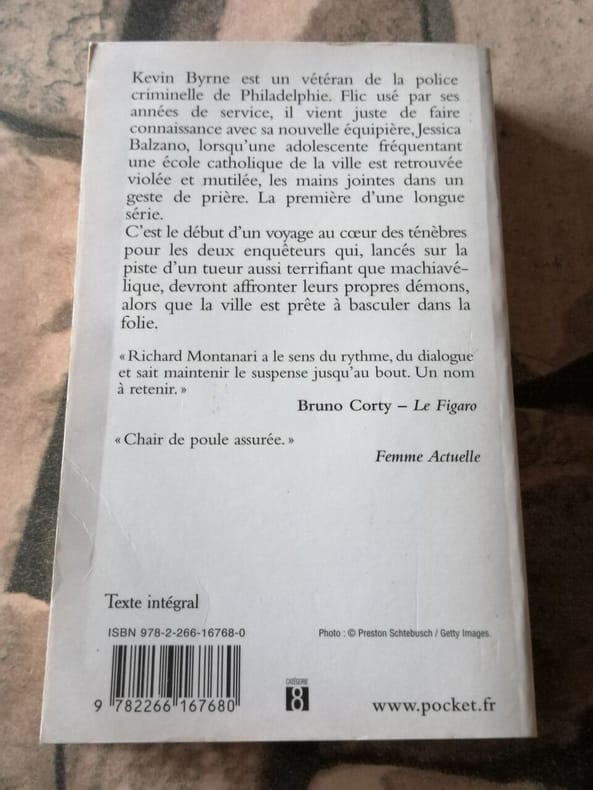 Kevin Byrne est un vétéran de la police
criminelle de Philadelphie. Flic usé par ses
années de service, il vient juste de faire
connaissance avec sa nouvelle équipière, Jessica
Balzano, lorsqu'une adolescente fréquentant
une école catholique de la ville est retrouvée
violée et mutilée, les mains jointes dans un
geste de prière. La première d'une longue
série.
C'est le début d'un voyage au cœur des ténèbres
pour les deux enquêteurs qui, lancés sur la
piste d'un tueur aussi terrifiant que machiavé-
lique, devront affronter leurs propres démons,
alors que la ville est prête à basculer dans la
folie.
« Richard Montanari a le sens du rythme, du dialogue
et sait maintenir le suspense jusqu'au bout. Un nom
à retenir. »
Bruno Corty – Le Figaro
« Chair de poule assurée. »
Femme Actuelle
Texte intégral
ISBN 978-2-266-16768-0
Photo : © Preston Schtebusch / Getty Images.
9 782266 167680
CATÉGORIE
8
www.pocket.fr